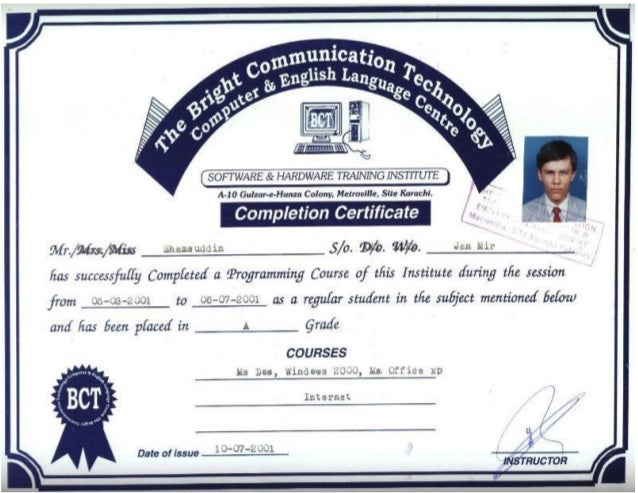 The Bright Communication Technology
Computer & English Language Centre
BCT
SOFTWARE & HARDWARE TRAINING INSTITUTE
A-10 Gulzar-e-Hunza Colony, Metroville, Site Karachi.
Completion Certificate
Mr./Mrs./Miss Shamsuddin S/o. D/o. W/o. Jan Mir
has successfully Completed a Programming Course of this Institute during the session
from 05-03-2001 to 06-07-2001 as a regular student in the subject mentioned below
and has been placed in A Grade
COURSES
Ms Dos, Windows 2000, Ms Office xp
Internet
BCT
Date of issue 10-07-2001
INSTRUCTOR